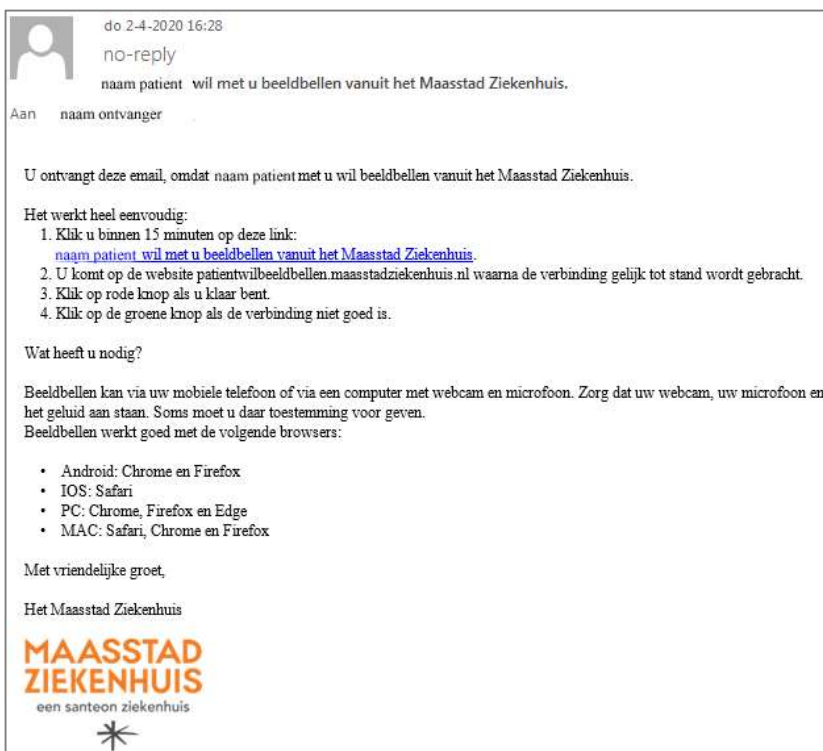 do 2-4-2020 16:28
no-reply
naam patient wil met u beeldbellen vanuit het Maasstad Ziekenhuis.
Aan naam ontvanger
U ontvangt deze email, omdat naam patient met u wil beeldbellen vanuit het Maasstad Ziekenhuis.
Het werkt heel eenvoudig:
1. Klik u binnen 15 minuten op deze link:
naam patient wil met u beeldbellen vanuit het Maasstad Ziekenhuis.
2. U komt op de website patientwilbeeldbellen.maasstadziekenhuis.nl waarna de verbinding gelijk tot stand wordt gebracht.
3. Klik op rode knop als u klaar bent.
4. Klik op de groene knop als de verbinding niet goed is.
Wat heeft u nodig?
Beeldbellen kan via uw mobiele telefoon of via een computer met webcam en microfoon. Zorg dat uw webcam, uw microfoon en
het geluid aan staan. Soms moet u daar toestemming voor geven.
Beeldbellen werkt goed met de volgende browsers:
• Android: Chrome en Firefox
• IOS: Safari
• PC: Chrome, Firefox en Edge
• MAC: Safari, Chrome en Firefox
Met vriendelijke groet,
Het Maasstad Ziekenhuis
MAASSTAD
ZIEKENHUIS
een santeon ziekenhuis